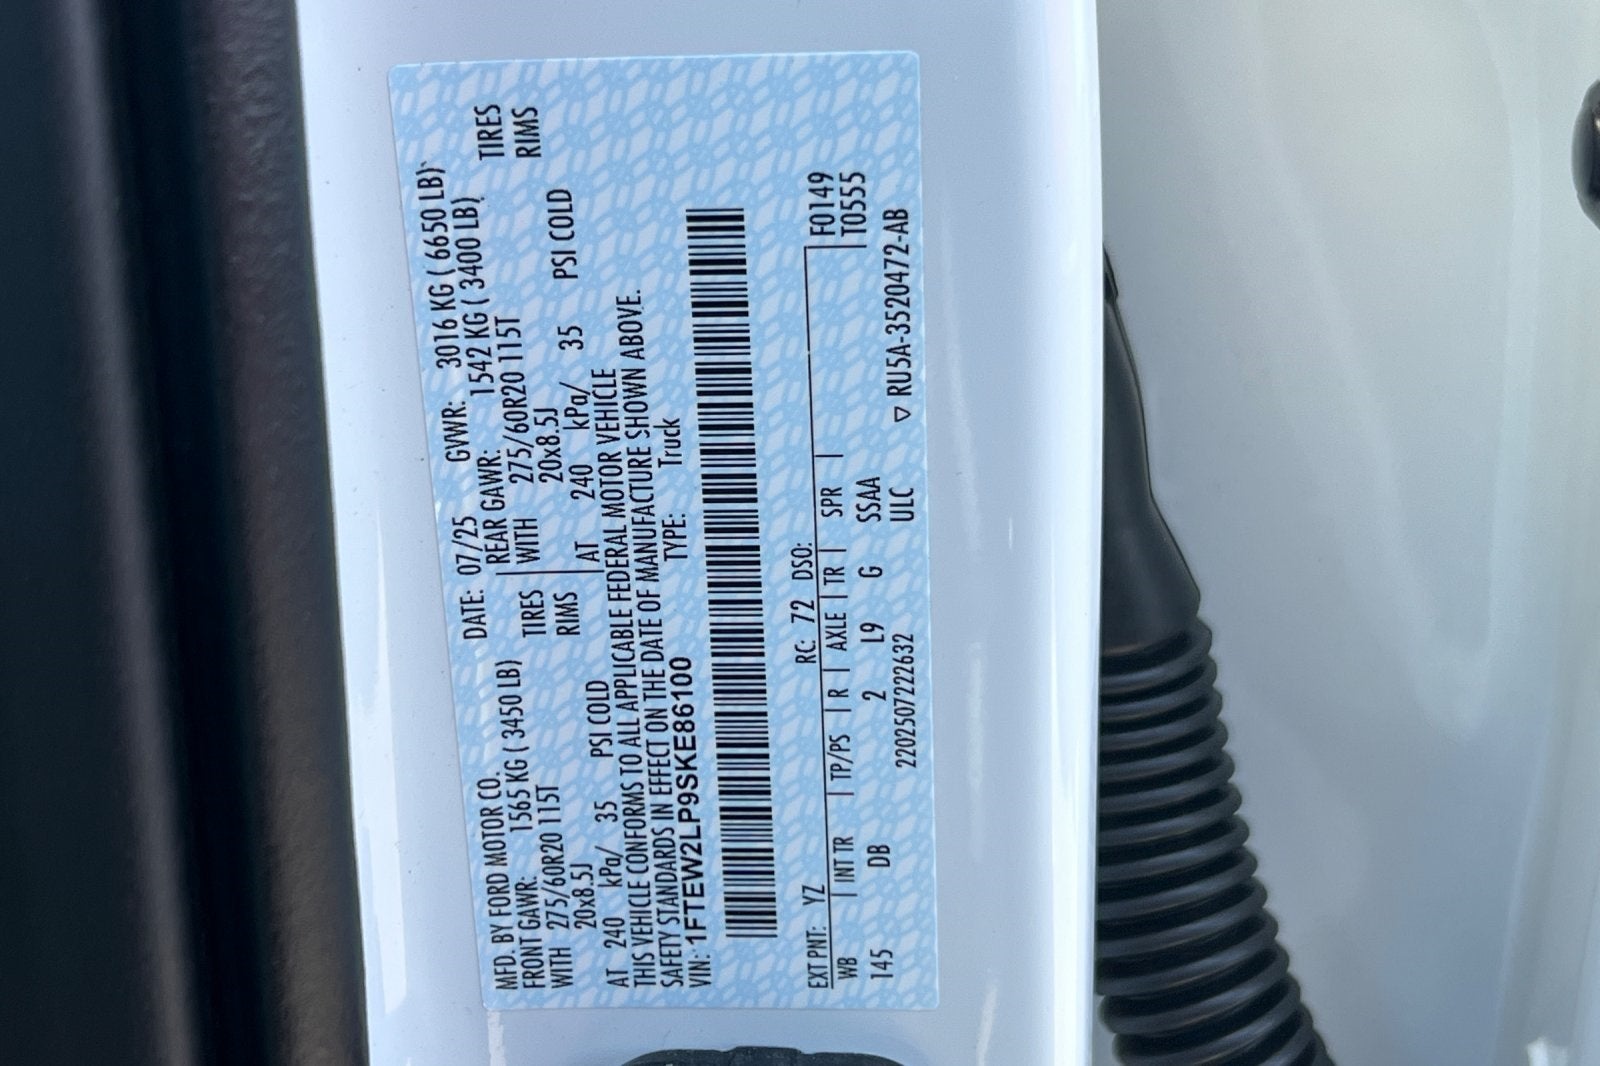 MFD. BY FORD MOTOR CO. DATE: 07/25 GVWR: 3016 KG ( 6650 LB)
FRONT GAWR: 1565 KG ( 3450 LB) REAR GAWR: 1542 KG ( 3400 LB)
WITH 275/60R20 115T TIRES WITH 275/60R20 115T TIRES
20x8.5J RIMS 20x8.5J RIMS
AT 240 kPa/ 35 PSI COLD AT 240 kPa/ 35 PSI COLD
THIS VEHICLE CONFORMS TO ALL APPLICABLE FEDERAL MOTOR VEHICLE
SAFETY STANDARDS IN EFFECT ON THE DATE OF MANUFACTURE SHOWN ABOVE.
VIN: 1FTEW2LP9SKE86100 TYPE: Truck
EXT PNT: YZ RC: 72 DSO: F0149
WB | INT TR | TP/PS | R | AXLE | TR | SPR | T0555
145 DB 2 L9 G SSAA
2202507222632 ULC ▽ RU5A-3520472-AB